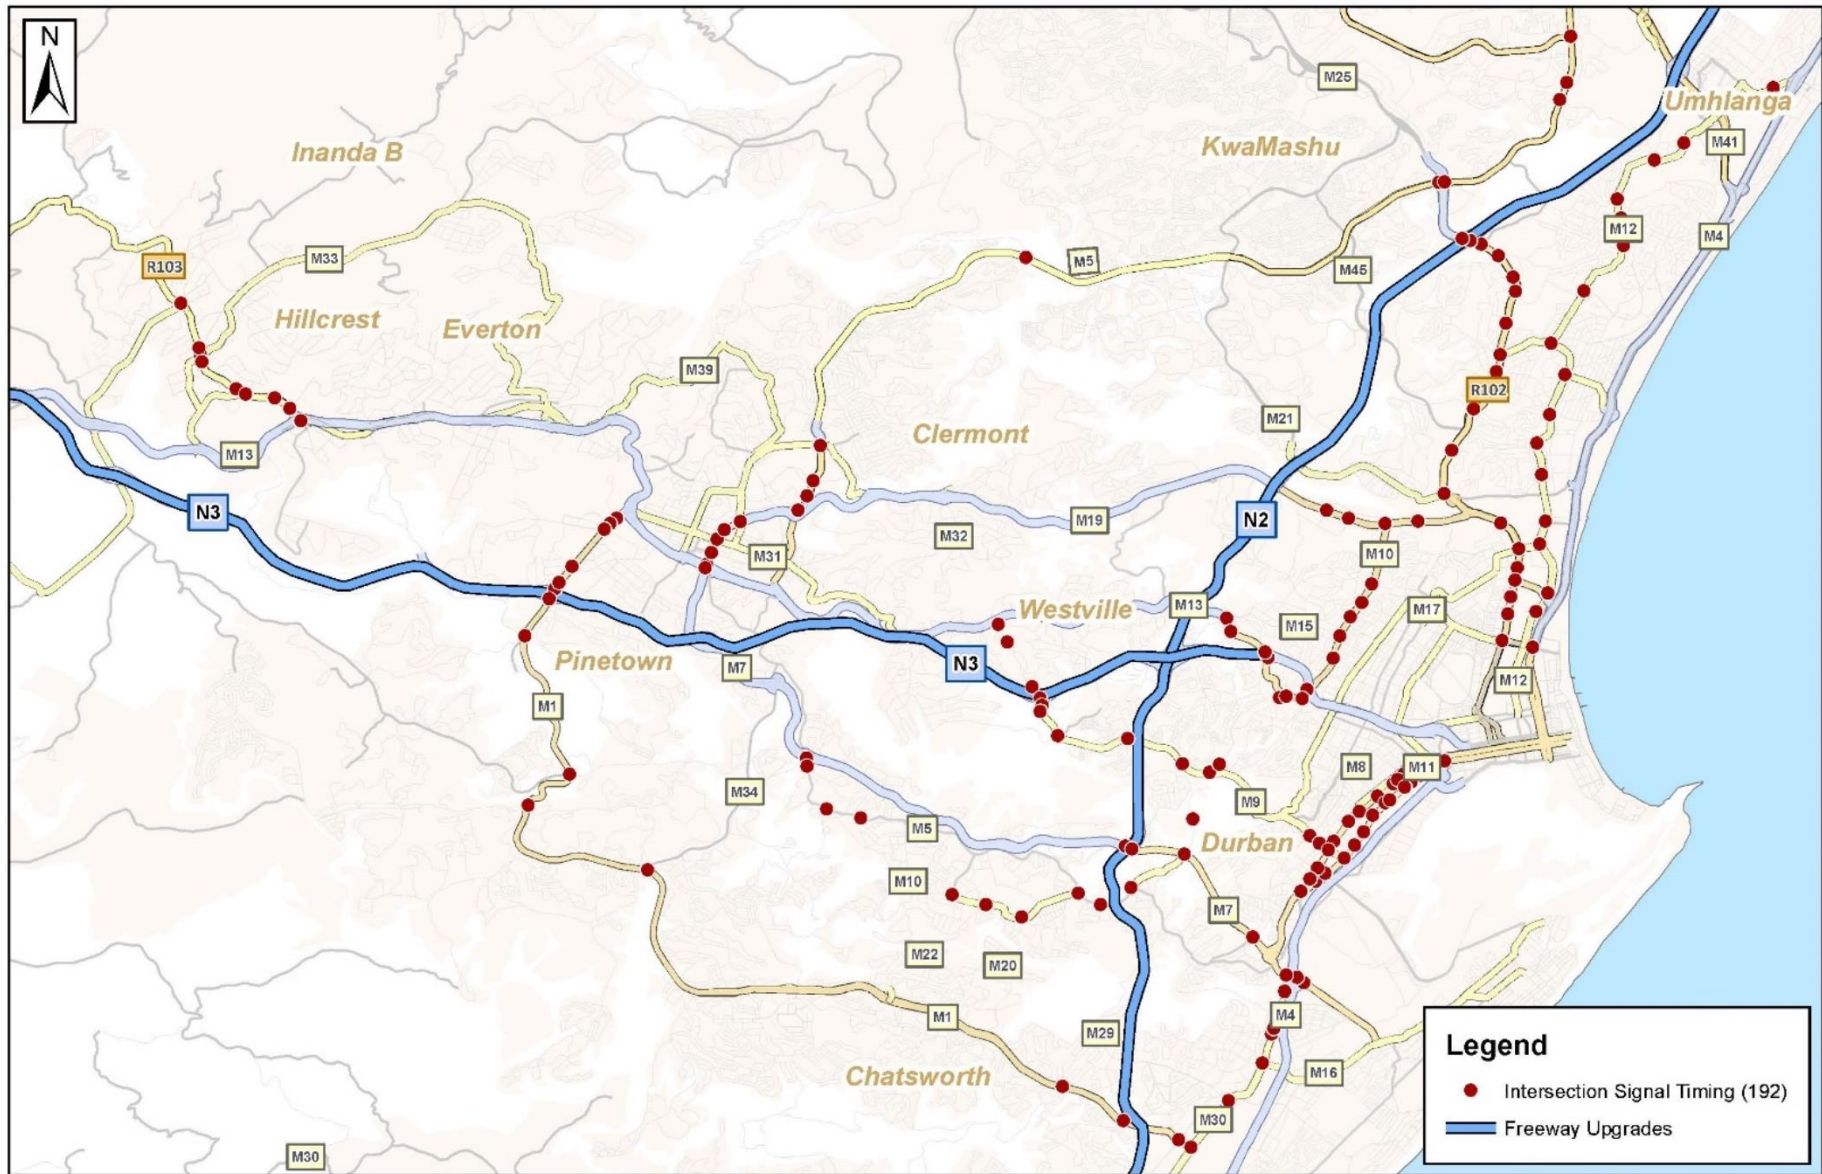 N
M25
Umhlanga
M41
KwaMashu
Inanda B
M12
M4
M33
M5
R103
M45
Hillcrest
Everton
M39
R102
M21
Clermont
M13
N3
N2
M19
M32
M31
M10
M13
Westville
M17
M15
Pinetown
N3
M7
M12
M1
M8
M11
M34
M9
M5
Durban
M10
M7
M22
M20
M1
M4
M29
Chatsworth
M16
M30
M30
Legend
Intersection Signal Timing (192)
Freeway Upgrades